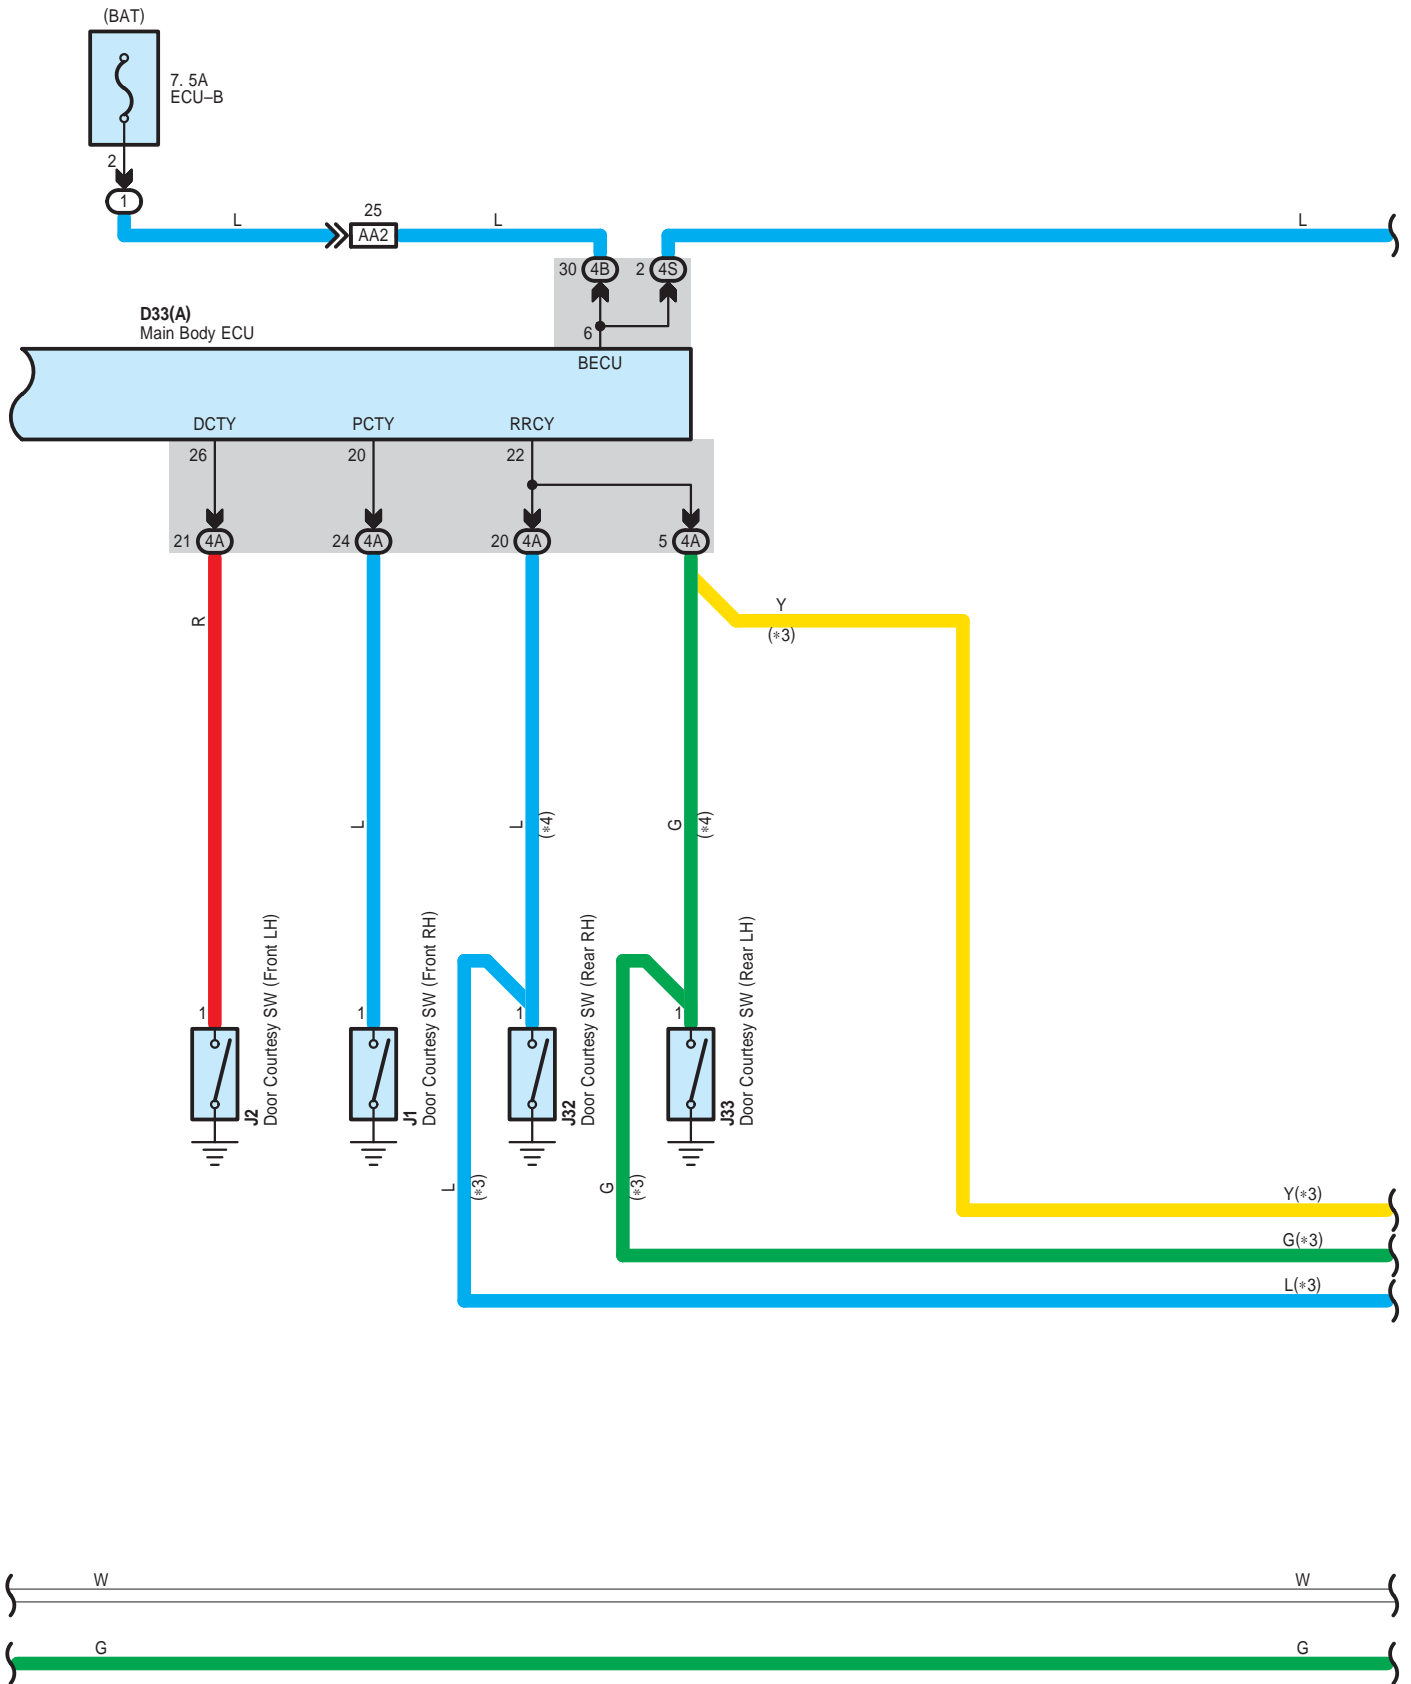 (BAT)
7. 5A
ECU–B
2
1
L
25
AA2
L
L
30
4B
2
4S
D33(A)
Main Body ECU
6
BECU
DCTY
PCTY
RRCY
26
20
22
21
4A
24
4A
20
4A
5
4A
R
Y
(∗3)
L
L
(∗4)
G
(∗4)
1
J2
Door Courtesy SW (Front LH)
1
J1
Door Courtesy SW (Front RH)
1
J32
Door Courtesy SW (Rear RH)
1
J33
Door Courtesy SW (Rear LH)
L
(∗3)
G
(∗3)
Y(∗3)
G(∗3)
L(∗3)
W
W
G
G